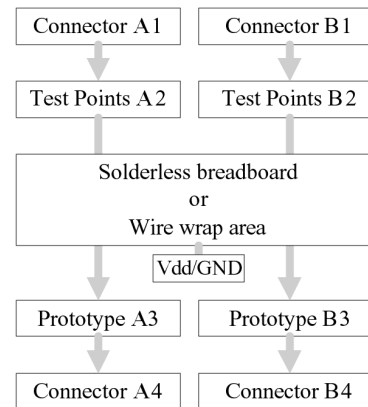 Connector A1
Connector B1
Test Points A2
Test Points B2
Solderless breadboard
or
Wire wrap area
Vdd/GND
Prototype A3
Prototype B3
Connector A4
Connector B4